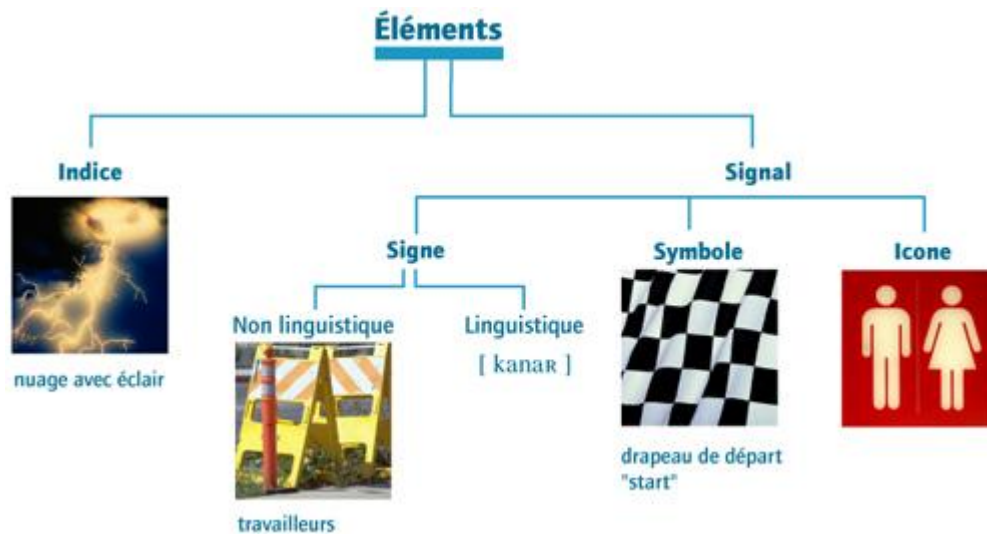 Éléments
Indice
Signal
nuage avec éclair
Signe
Symbole
Icone
Non linguistique
Linguistique
[ kanaʀ ]
travailleurs
drapeau de départ
"start"